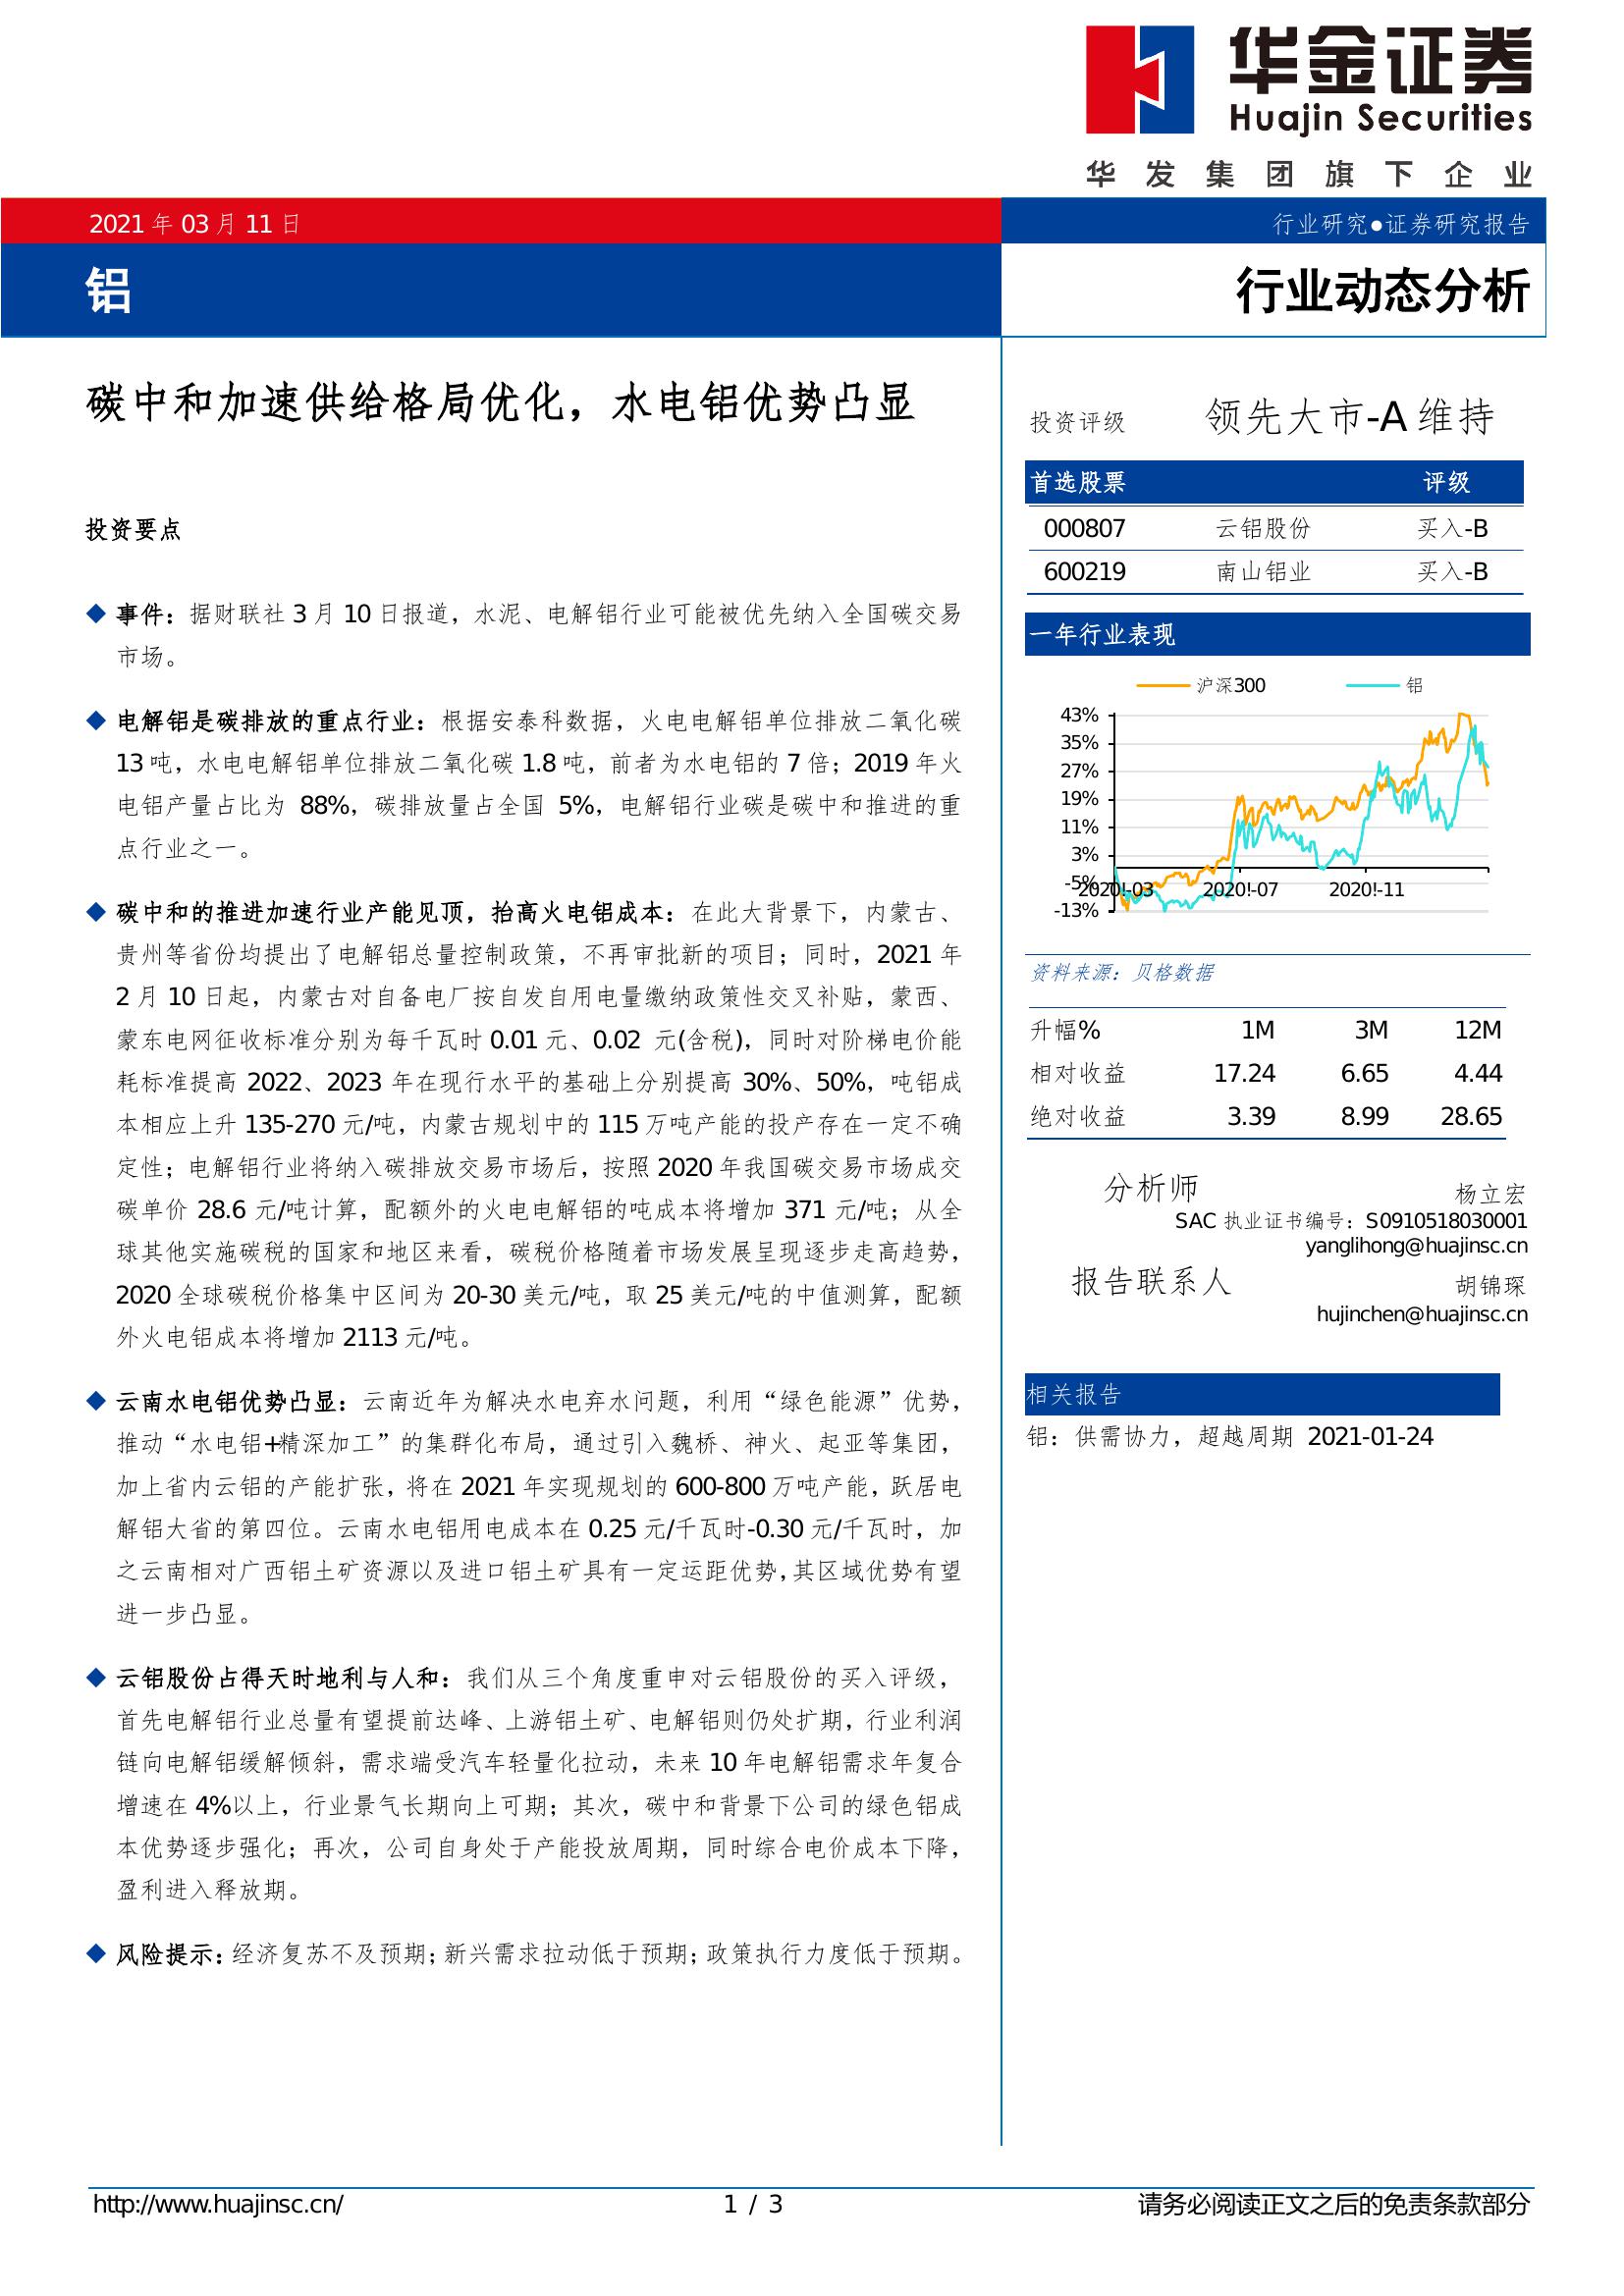 华金证券
Huajin Securities
华发集团旗下企业
2021 年 03 月 11 日
行业研究●证券研究报告
铝
行业动态分析
碳中和加速供给格局优化，水电铝优势凸显
投资要点
事件：据财联社 3 月 10 日报道，水泥、电解铝行业可能被优先纳入全国碳交易
市场。
电解铝是碳排放的重点行业：根据安泰科数据，火电电解铝单位排放二氧化碳
13 吨，水电电解铝单位排放二氧化碳 1.8 吨，前者为水电铝的 7 倍；2019 年火
电铝产量占比为 88%，碳排放量占全国 5%，电解铝行业碳是碳中和推进的重
点行业之一。
碳中和的推进加速行业产能见顶，抬高火电铝成本：在此大背景下，内蒙古、
贵州等省份均提出了电解铝总量控制政策，不再审批新的项目；同时，2021 年
2 月 10 日起，内蒙古对自备电厂按自发自用电量缴纳政策性交叉补贴，蒙西、
蒙东电网征收标准分别为每千瓦时 0.01 元、0.02 元(含税)，同时对阶梯电价能
耗标准提高 2022、2023 年在现行水平的基础上分别提高 30%、50%，吨铝成
本相应上升 135-270 元/吨，内蒙古规划中的 115 万吨产能的投产存在一定不确
定性；电解铝行业将纳入碳排放交易市场后，按照 2020 年我国碳交易市场成交
碳单价 28.6 元/吨计算，配额外的火电电解铝的吨成本将增加 371 元/吨；从全
球其他实施碳税的国家和地区来看，碳税价格随着市场发展呈现逐步走高趋势，
2020 全球碳税价格集中区间为 20-30 美元/吨，取 25 美元/吨的中值测算，配额
外火电铝成本将增加 2113 元/吨。
云南水电铝优势凸显：云南近年为解决水电弃水问题，利用“绿色能源”优势，
推动“水电铝+精深加工”的集群化布局，通过引入魏桥、神火、起亚等集团，
加上省内云铝的产能扩张，将在 2021 年实现规划的 600-800 万吨产能，跃居电
解铝大省的第四位。云南水电铝用电成本在 0.25 元/千瓦时-0.30 元/千瓦时，加
之云南相对广西铝土矿资源以及进口铝土矿具有一定运距优势，其区域优势有望
进一步凸显。
云铝股份占得天时地利与人和：我们从三个角度重申对云铝股份的买入评级，
首先电解铝行业总量有望提前达峰、上游铝土矿、电解铝则仍处扩期，行业利润
链向电解铝缓解倾斜，需求端受汽车轻量化拉动，未来 10 年电解铝需求年复合
增速在 4%以上，行业景气长期向上可期；其次，碳中和背景下公司的绿色铝成
本优势逐步强化；再次，公司自身处于产能投放周期，同时综合电价成本下降，
盈利进入释放期。
风险提示：经济复苏不及预期；新兴需求拉动低于预期；政策执行力度低于预期。
投资评级 领先大市-A 维持
首选股票 评级
000807 云铝股份 买入-B
600219 南山铝业 买入-B
一年行业表现
沪深300 铝
43%
35%
27%
19%
11%
3%
-5%
-13%
2020!-03 2020!-07 2020!-11
资料来源：贝格数据
升幅% 1M 3M 12M
相对收益 17.24 6.65 4.44
绝对收益 3.39 8.99 28.65
分析师 杨立宏
SAC 执业证书编号：S0910518030001
yanglihong@huajinsc.cn
报告联系人 胡锦琛
hujinchen@huajinsc.cn
相关报告
铝：供需协力，超越周期 2021-01-24
http://www.huajinsc.cn/ 1 / 3 请务必阅读正文之后的免责条款部分